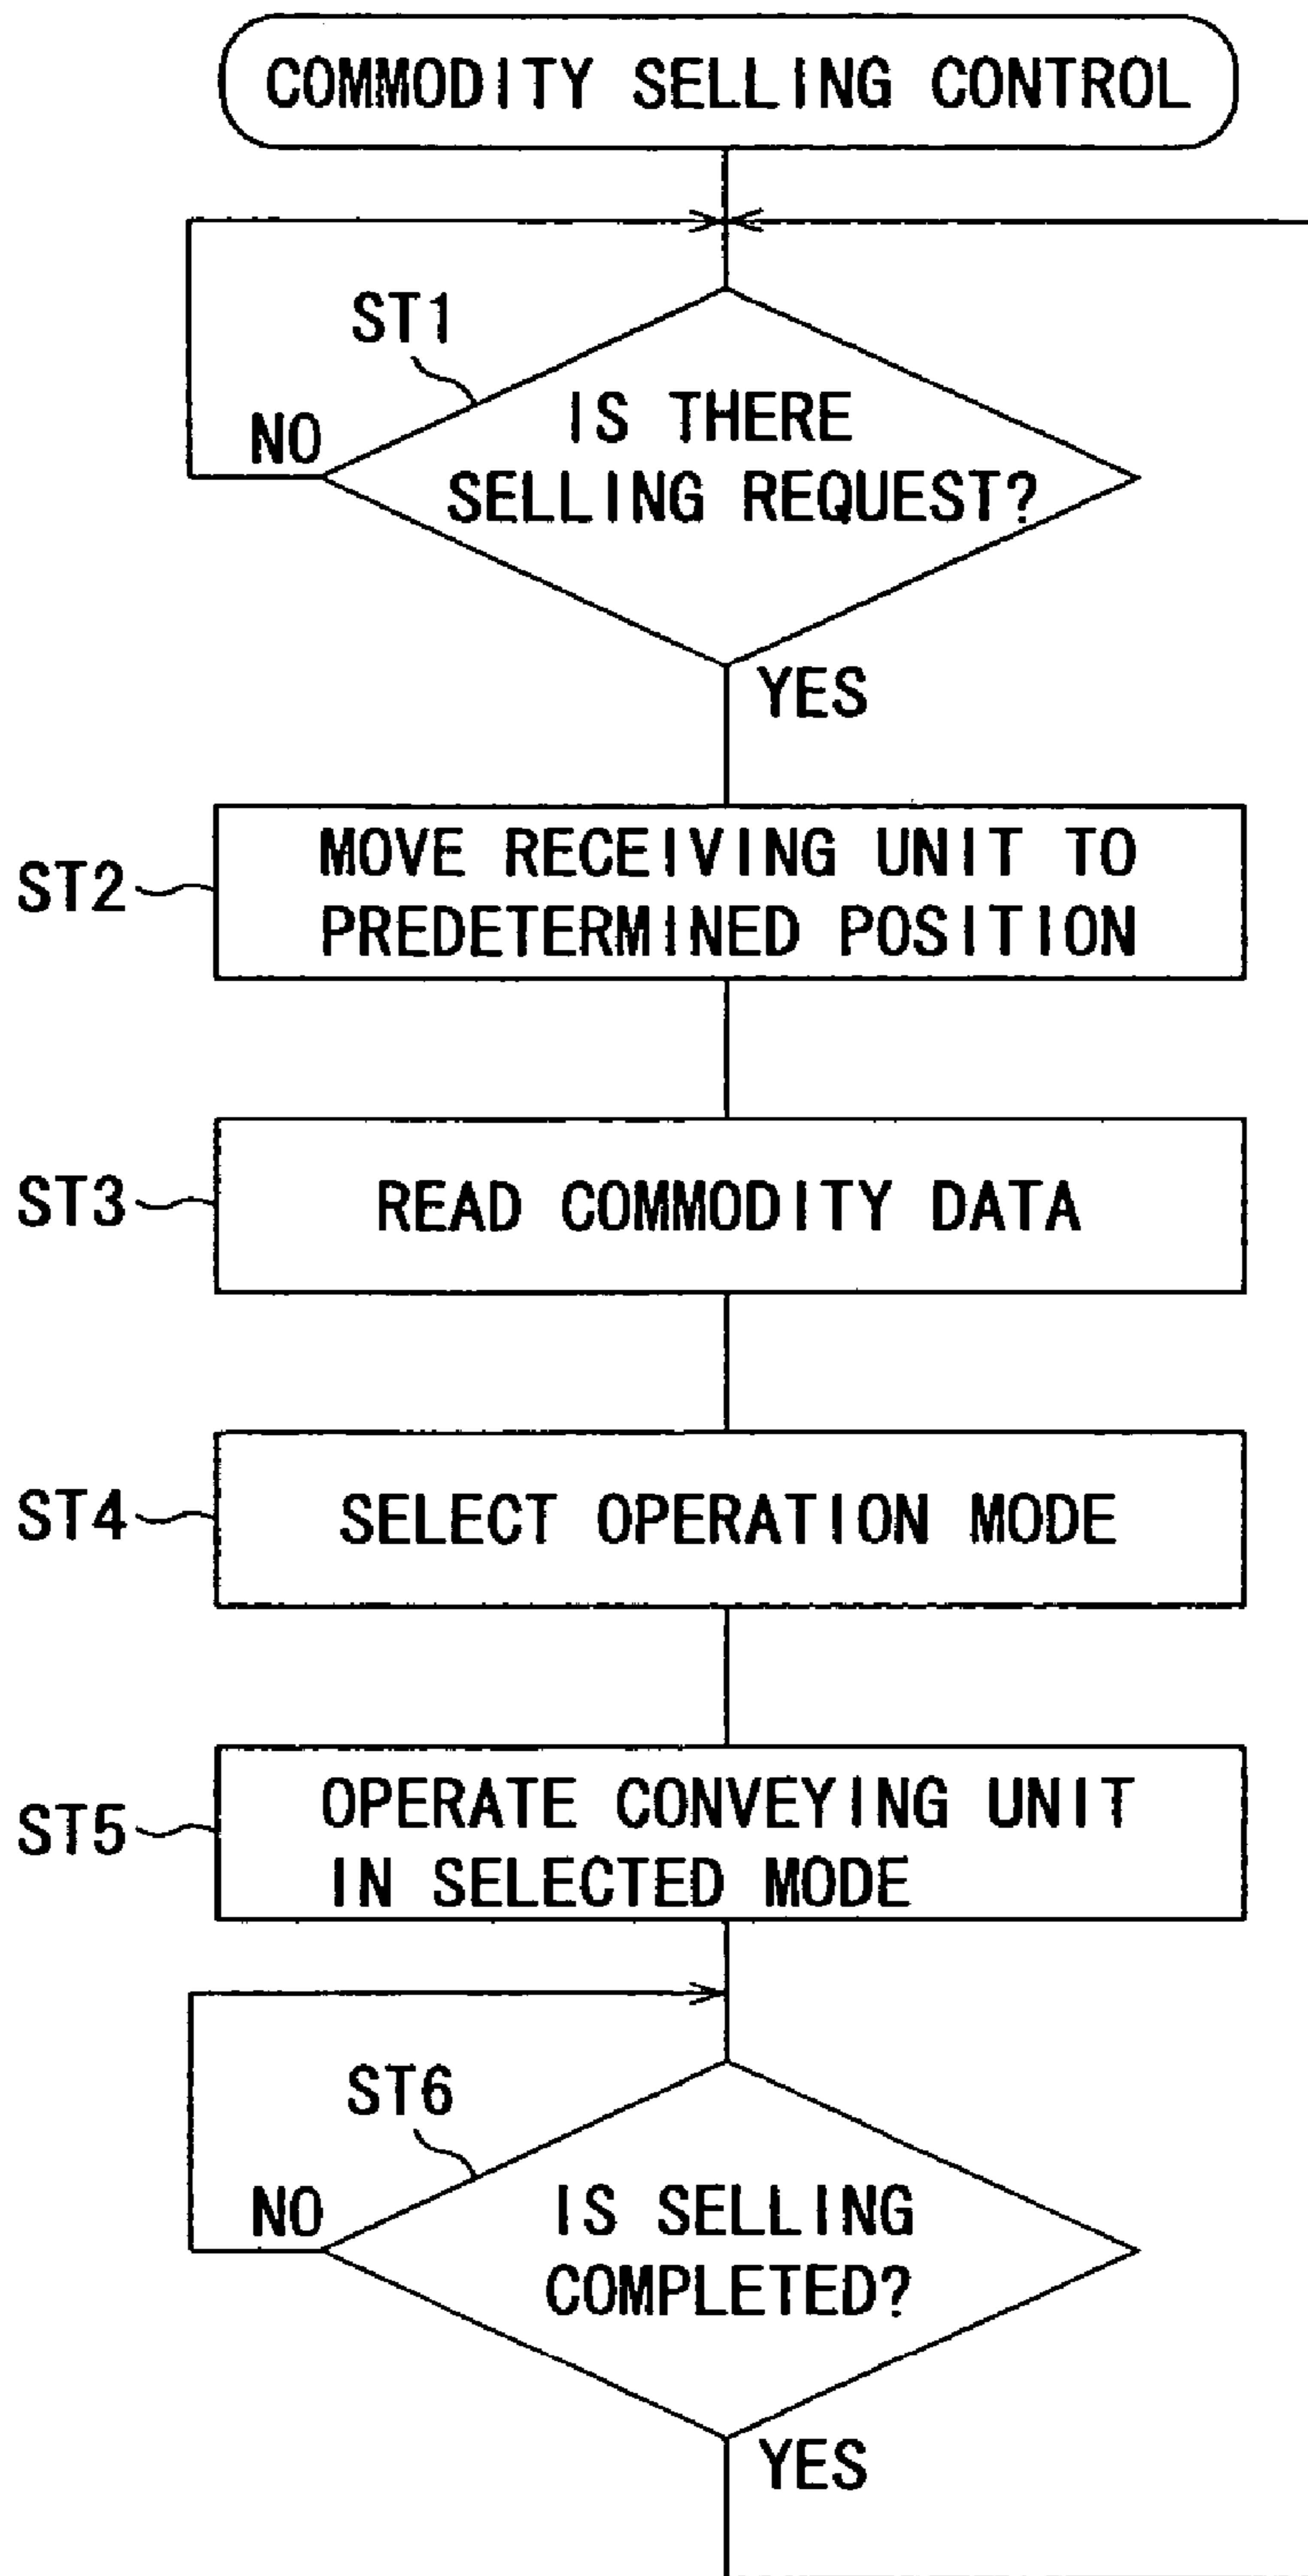 COMMODITY SELLING CONTROL
ST1
IS THERE
SELLING REQUEST?
NO
YES
ST2
MOVE RECEIVING UNIT TO
PREDETERMINED POSITION
ST3
READ COMMODITY DATA
ST4
SELECT OPERATION MODE
ST5
OPERATE CONVEYING UNIT
IN SELECTED MODE
ST6
IS SELLING
COMPLETED?
NO
YES